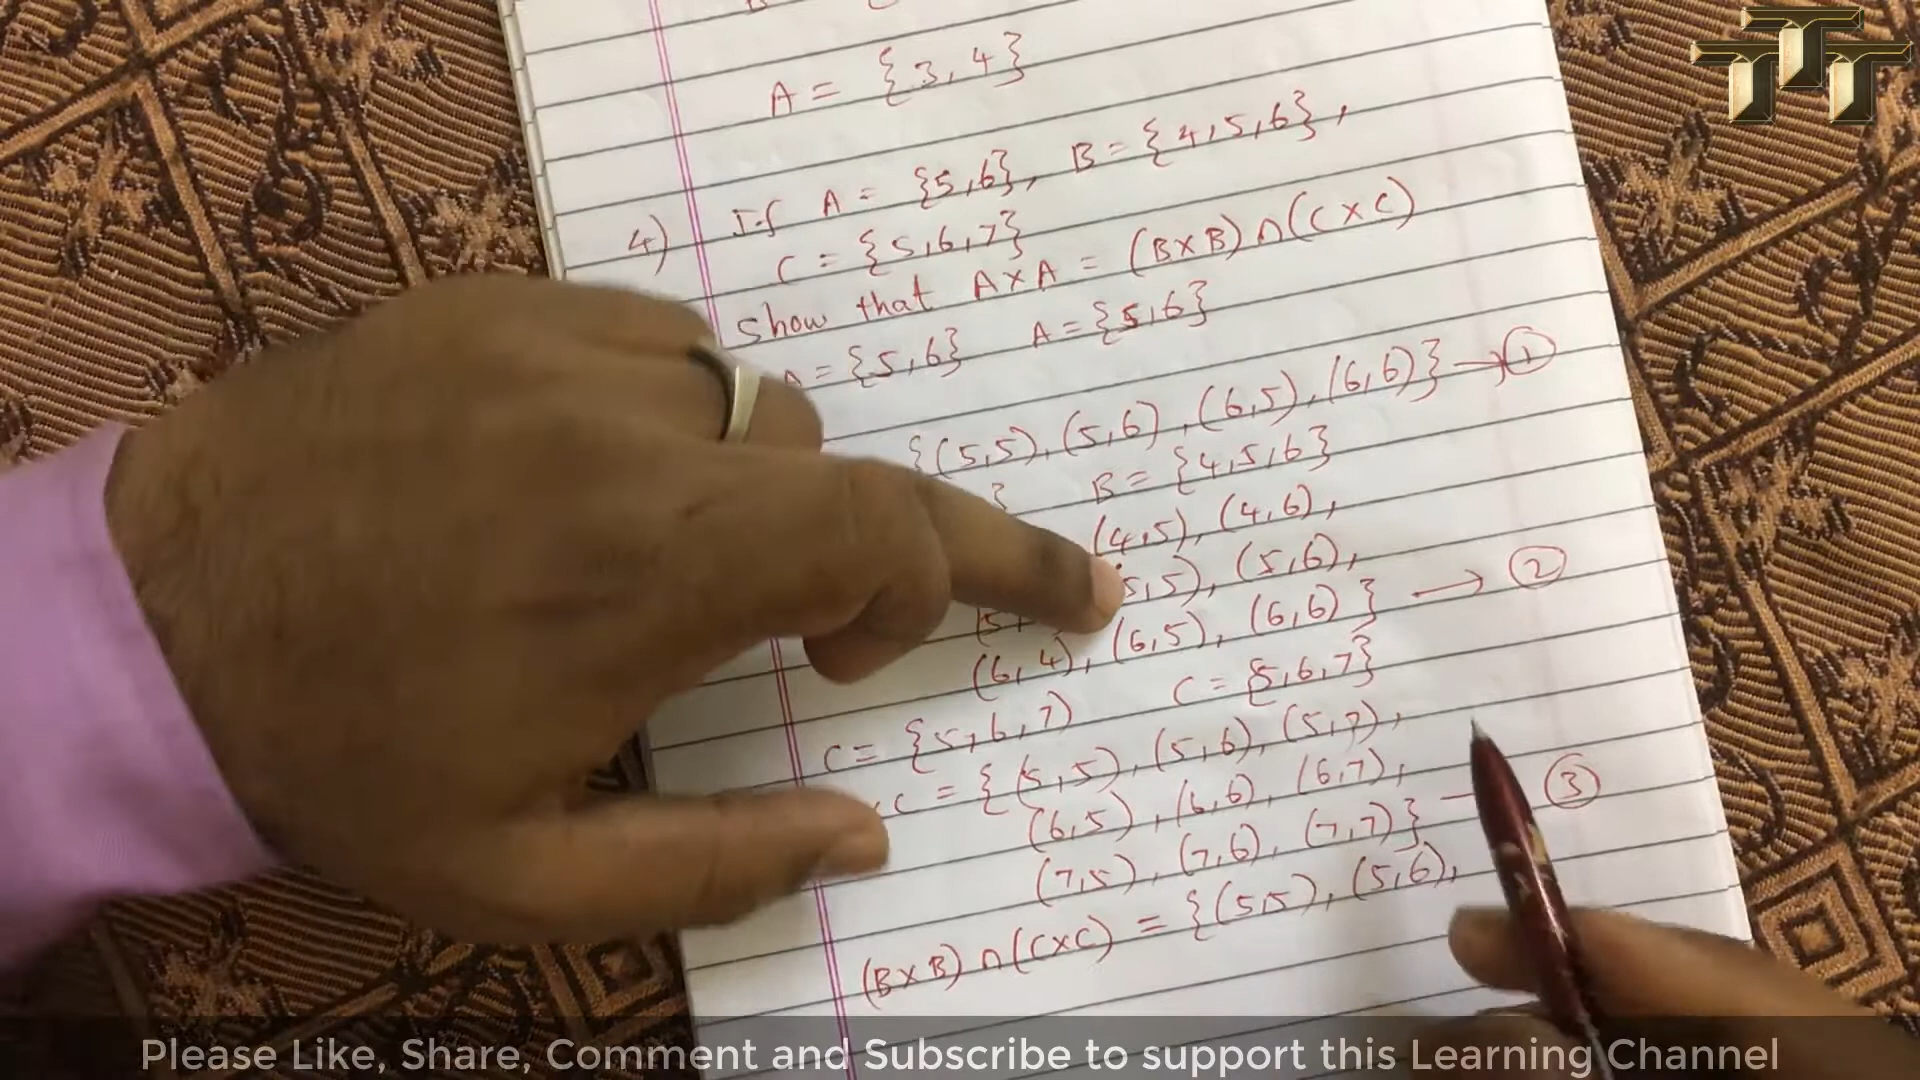 TTT
A = {3, 4}
4) If A = {5,6}, B = {4,5,6},
C = {5,6,7}
Show that A×A = (B×B)∩(C×C)
A = {5,6} A = {5,6}
{(5,5), (5,6), (6,5), (6,6)} → ①
} B = {4,5,6}
(4,5), (4,6),
5,5), (5,6),
(6,4), (6,5), (6,6)} → ②
C = {5,6,7) C = {5,6,7}
C = {(5,5), (5,6), (5,7),
(6,5), (6,6), (6,7),
(7,5), (7,6), (7,7)} — ③
(B×B)∩(C×C) = {(5,5), (5,6),
Please Like, Share, Comment and Subscribe to support this Learning Channel